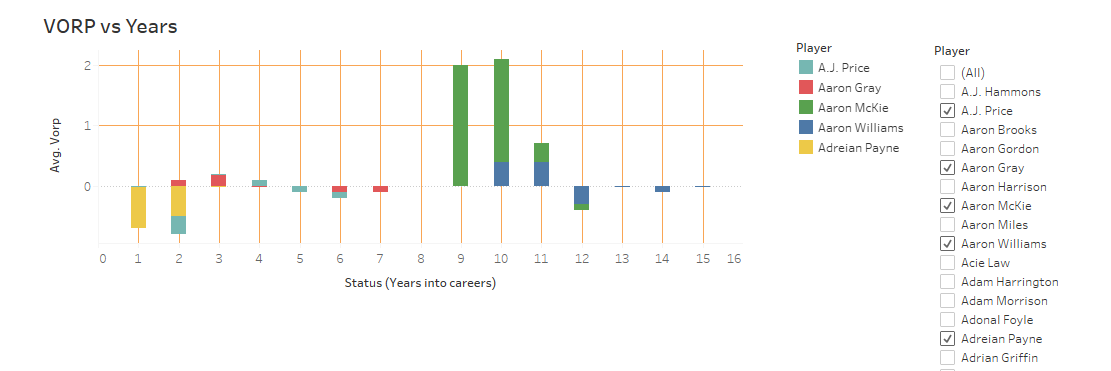 VORP vs Years
2
1
0
Avg. Vorp
0 1 2 3 4 5 6 7 8 9 10 11 12 13 14 15 16
Status (Years into careers)
Player
A.J. Price
Aaron Gray
Aaron McKie
Aaron Williams
Adreian Payne
Player
(All)
A.J. Hammons
A.J. Price
Aaron Brooks
Aaron Gordon
Aaron Gray
Aaron Harrison
Aaron McKie
Aaron Miles
Aaron Williams
Acie Law
Adam Harrington
Adam Morrison
Adonal Foyle
Adreian Payne
Adrian Griffin